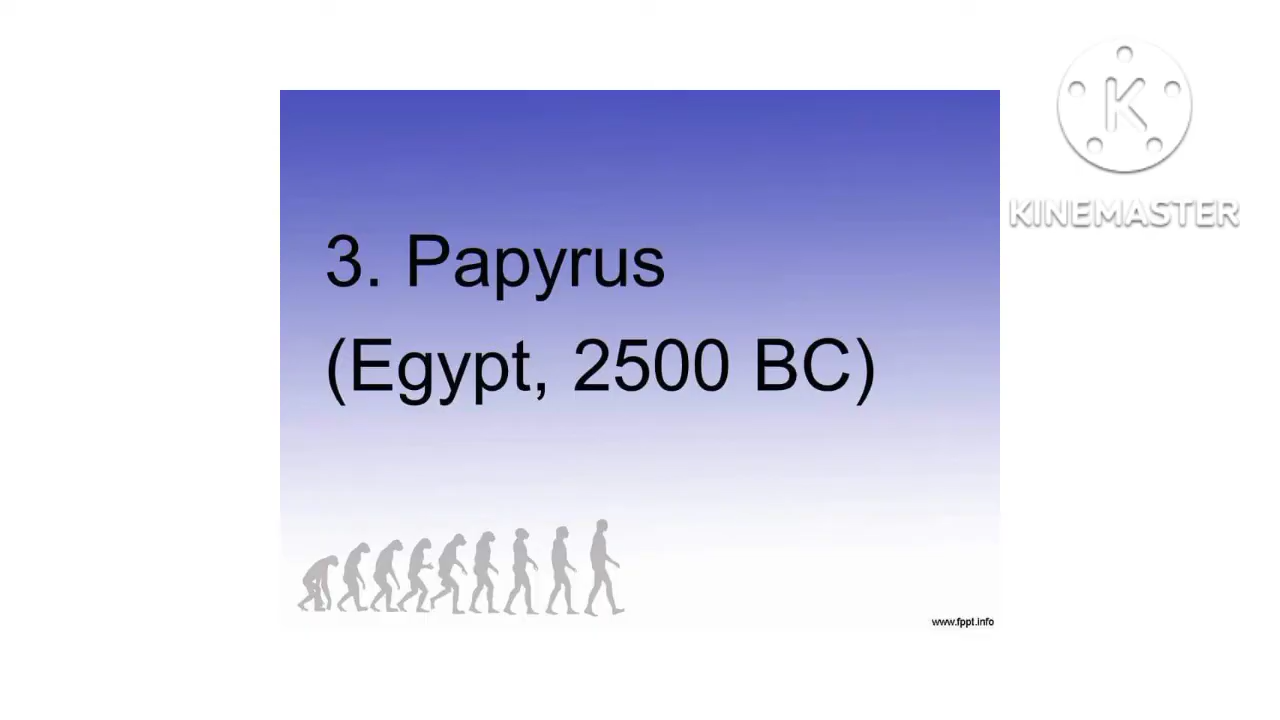 K
KINEMASTER
3. Papyrus
(Egypt, 2500 BC)
www.fppt.info